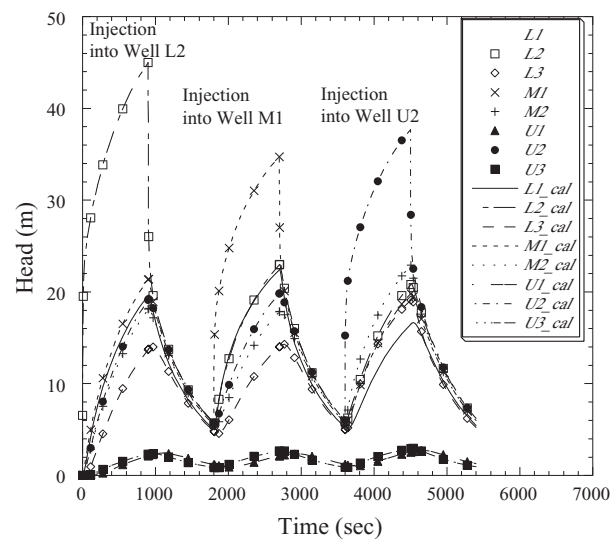 50
40
30
20
10
0
Head (m)
0
1000
2000
3000
4000
5000
6000
7000
Time (sec)
Injection
into Well L2
Injection
into Well M1
Injection
into Well U2
L1
L2
L3
M1
M2
U1
U2
U3
L1_cal
L2_cal
L3_cal
M1_cal
M2_cal
U1_cal
U2_cal
U3_cal